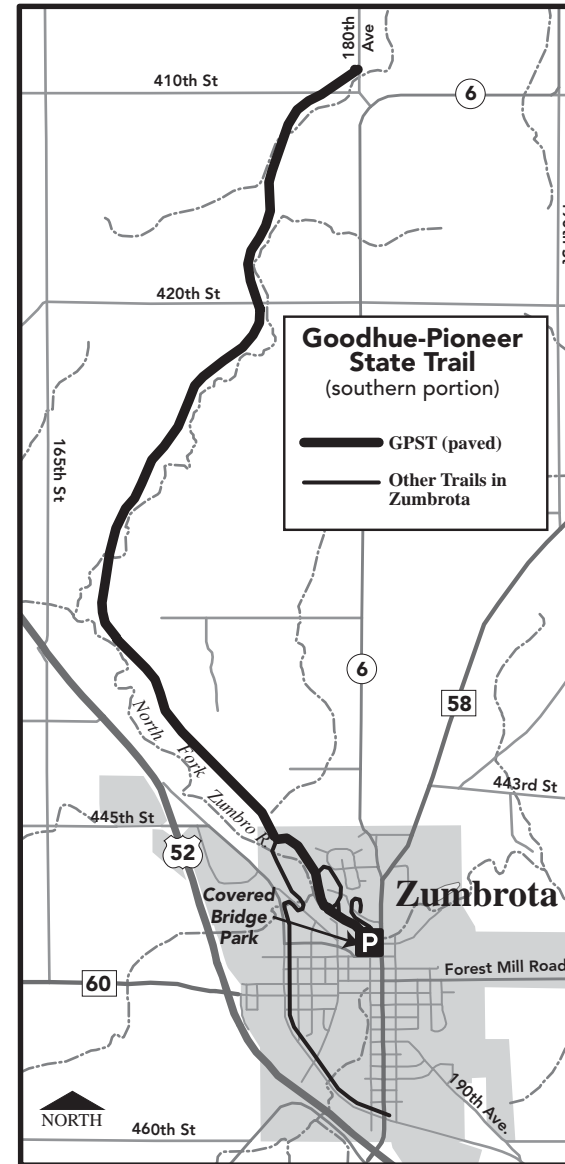 180th
Ave
410th St
6
420th St
Goodhue-Pioneer
State Trail
(southern portion)
GPST (paved)
Other Trails in
Zumbrota
165th St
6
58
North Fork Zumbro R.
443rd St
445th St
52
Covered
Bridge
Park
Zumbrota
P
Forest Mill Road
60
190th Ave.
NORTH
460th St